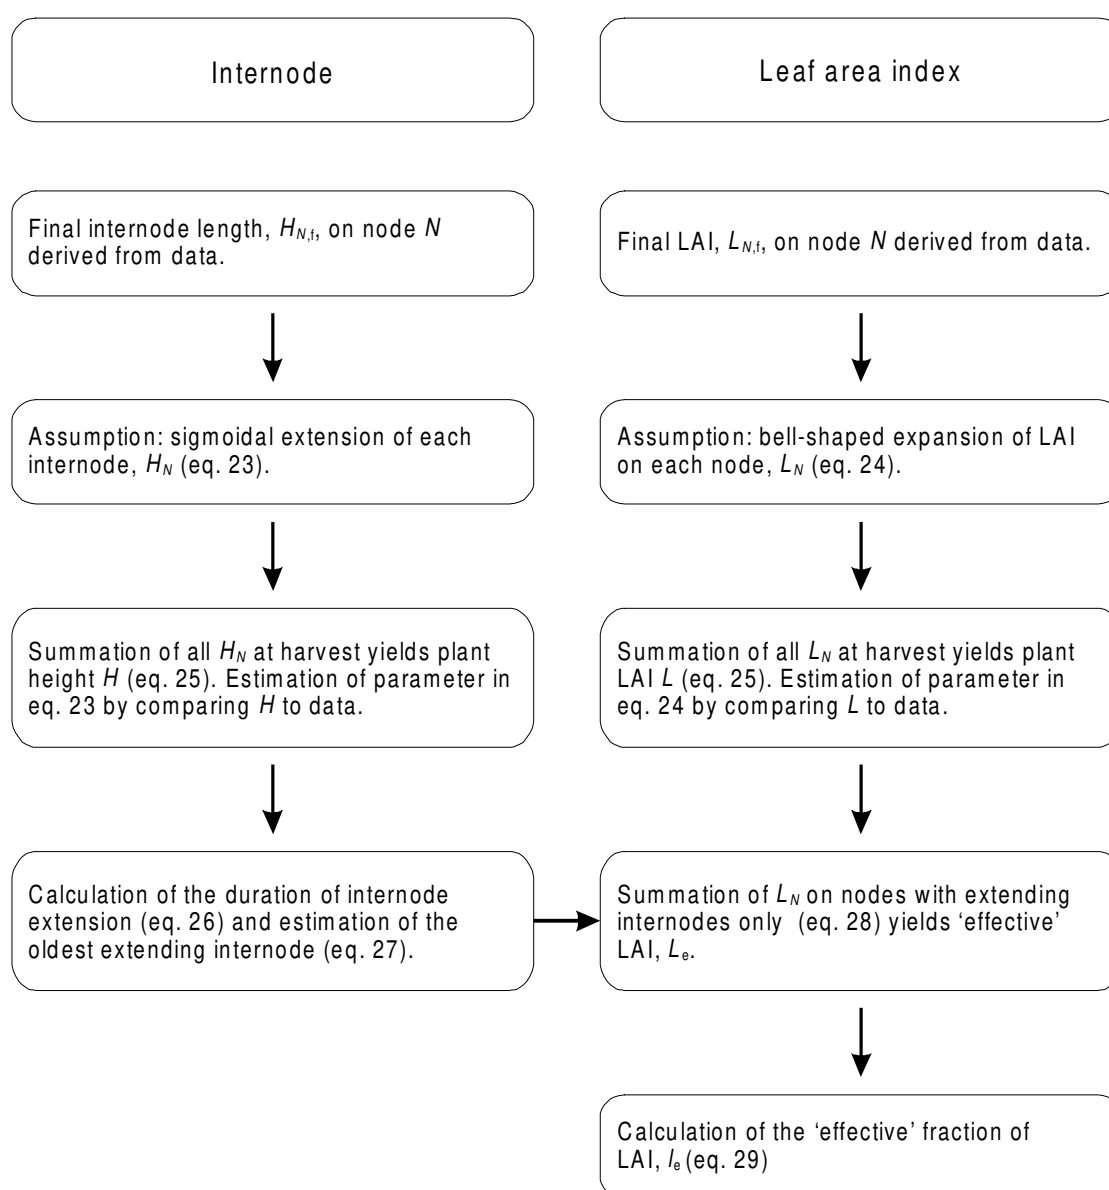 Internode
Leaf area index
Final internode length, H_N,f, on node N
derived from data.
Final LAI, L_N,f, on node N derived from data.
Assumption: sigmoidal extension of each
internode, H_N (eq. 23).
Assumption: bell-shaped expansion of LAI
on each node, L_N (eq. 24).
Summation of all H_N at harvest yields plant
height H (eq. 25). Estimation of parameter in
eq. 23 by comparing H to data.
Summation of all L_N at harvest yields plant
LAI L (eq. 25). Estimation of parameter in
eq. 24 by comparing L to data.
Calculation of the duration of internode
extension (eq. 26) and estimation of the
oldest extending internode (eq. 27).
Summation of L_N on nodes with extending
internodes only (eq. 28) yields ‘effective’
LAI, L_e.
Calculation of the ‘effective’ fraction of
LAI, l_e (eq. 29)